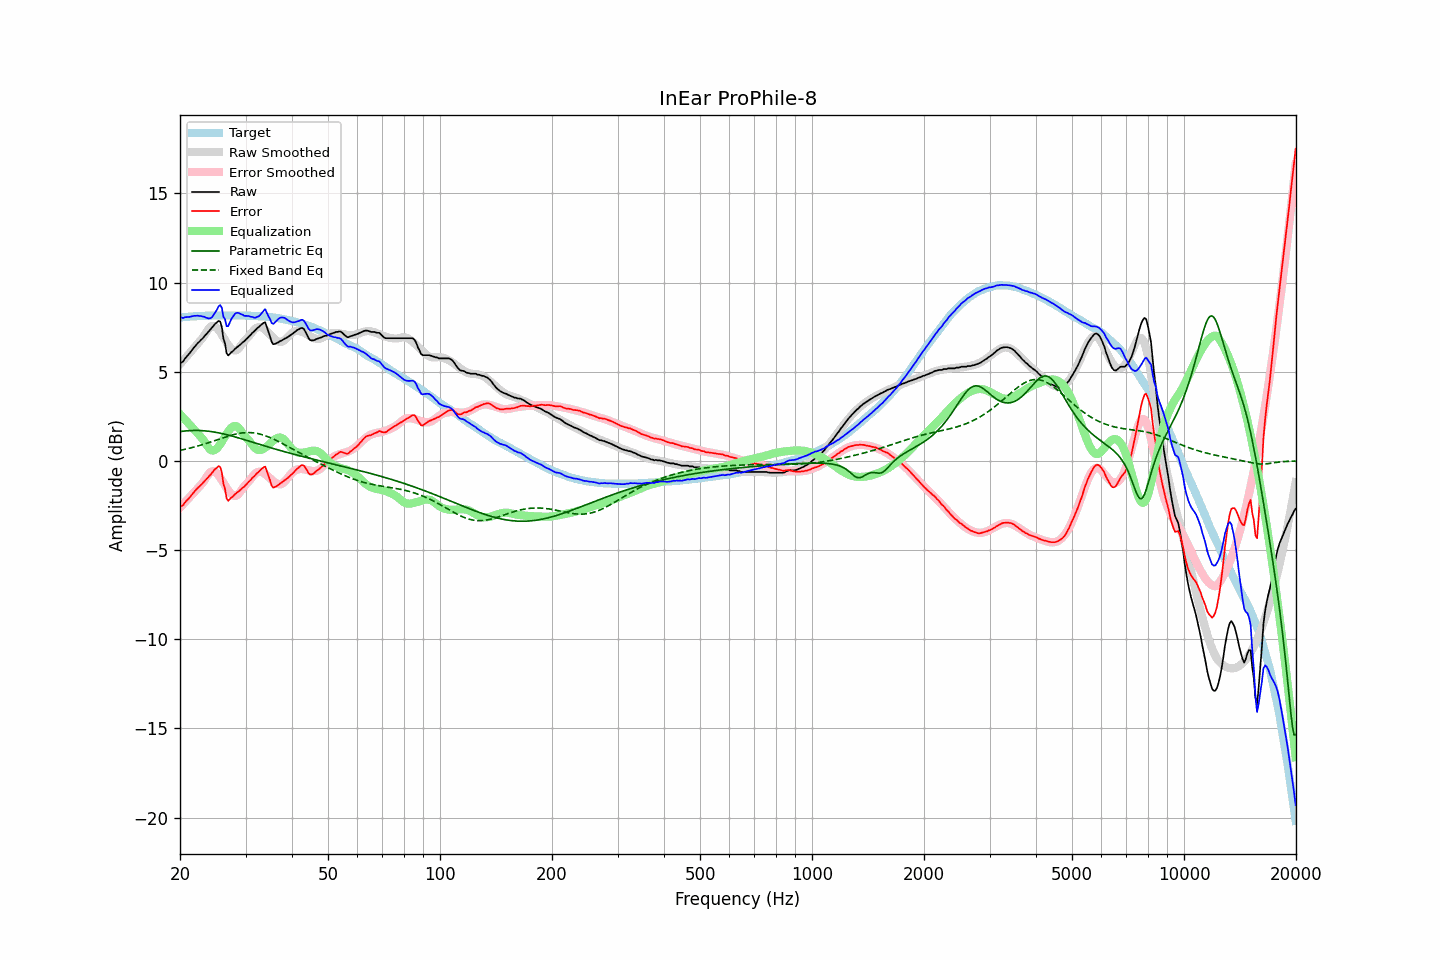 InEar ProPhile-8
Target
Raw Smoothed
Error Smoothed
Raw
Error
Equalization
Parametric Eq
Fixed Band Eq
Equalized
15
10
5
0
−5
−10
−15
−20
Amplitude (dBr)
20 50 100 200 500 1000 2000 5000 10000 20000
Frequency (Hz)